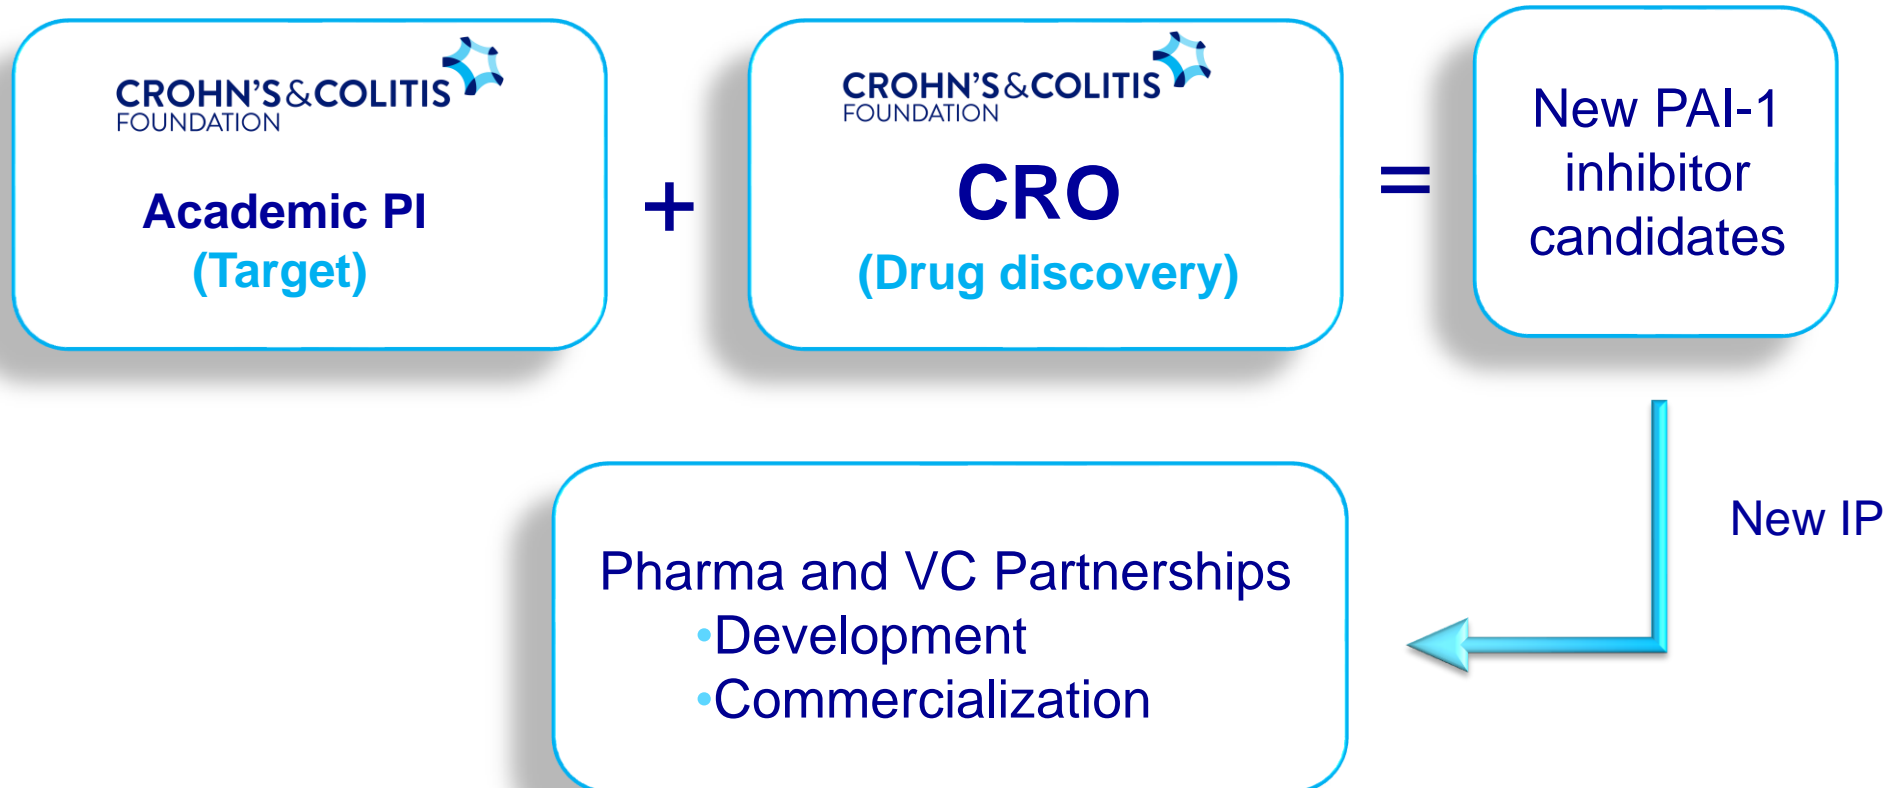 CROHN'S & COLITIS
FOUNDATION
Academic PI
(Target)
+
CROHN'S & COLITIS
FOUNDATION
CRO
(Drug discovery)
=
New PAI-1
inhibitor
candidates
New IP
Pharma and VC Partnerships
•Development
•Commercialization